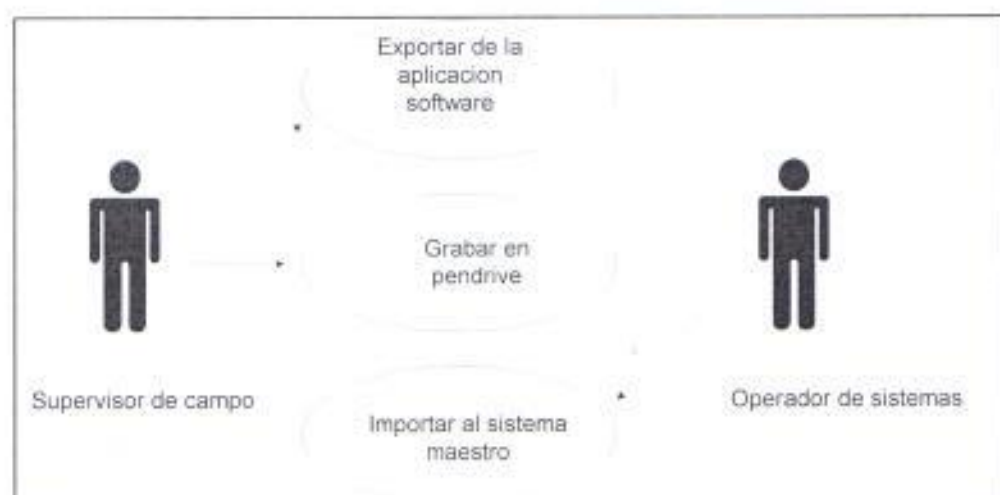 Exportar de la
aplicacion
software
Grabar en
pendrive
Supervisor de campo
Operador de sistemas
Importar al sistema
maestro